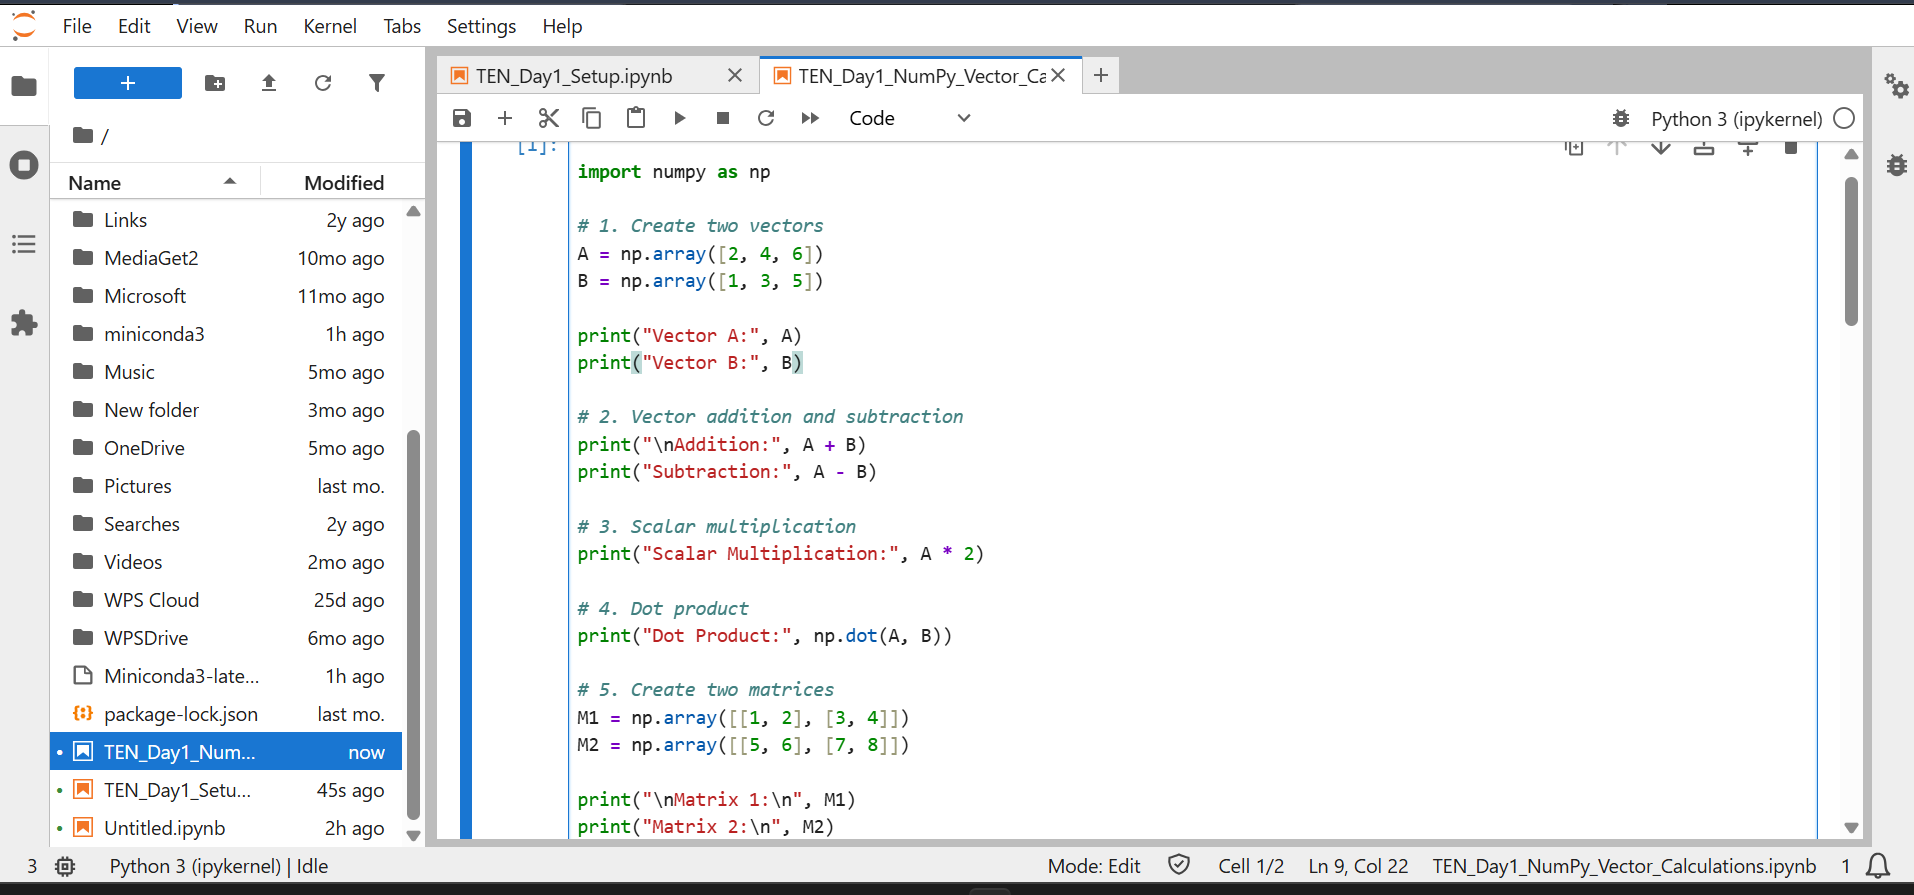 File Edit View Run Kernel Tabs Settings Help
TEN_Day1_Setup.ipynb
TEN_Day1_NumPy_Vector_Ca
Code
Python 3 (ipykernel)
/
Name Modified
Links 2y ago
MediaGet2 10mo ago
Microsoft 11mo ago
miniconda3 1h ago
Music 5mo ago
New folder 3mo ago
OneDrive 5mo ago
Pictures last mo.
Searches 2y ago
Videos 2mo ago
WPS Cloud 25d ago
WPSDrive 6mo ago
Miniconda3-late... 1h ago
package-lock.json last mo.
TEN_Day1_Num... now
TEN_Day1_Setu... 45s ago
Untitled.ipynb 2h ago
[1]:
import numpy as np
# 1. Create two vectors
A = np.array([2, 4, 6])
B = np.array([1, 3, 5])
print("Vector A:", A)
print("Vector B:", B)
# 2. Vector addition and subtraction
print("\nAddition:", A + B)
print("Subtraction:", A - B)
# 3. Scalar multiplication
print("Scalar Multiplication:", A * 2)
# 4. Dot product
print("Dot Product:", np.dot(A, B))
# 5. Create two matrices
M1 = np.array([[1, 2], [3, 4]])
M2 = np.array([[5, 6], [7, 8]])
print("\nMatrix 1:\n", M1)
print("Matrix 2:\n", M2)
3 Python 3 (ipykernel) | Idle Mode: Edit Cell 1/2 Ln 9, Col 22 TEN_Day1_NumPy_Vector_Calculations.ipynb 1